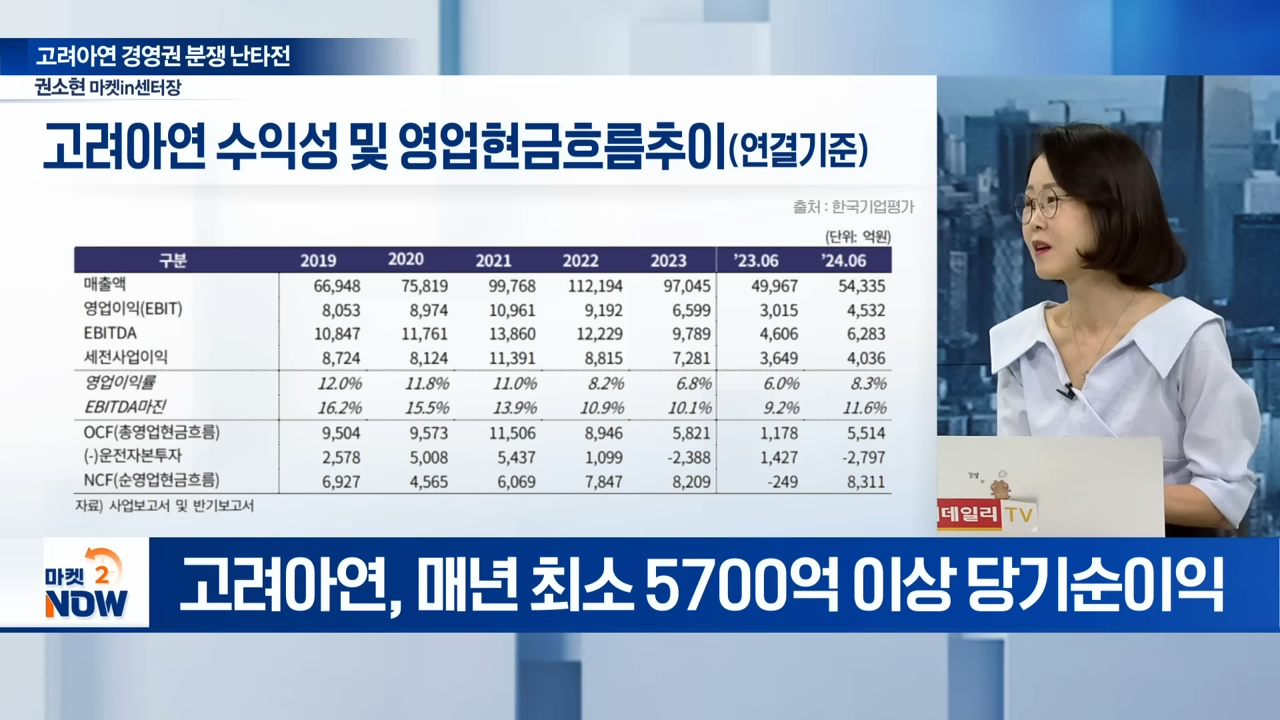 고려아연 경영권 분쟁 난타전
권소현 마켓in센터장
고려아연 수익성 및 영업현금흐름추이(연결기준)
출처 : 한국기업평가
(단위: 억원)
구분 2019 2020 2021 2022 2023 '23.06 '24.06
매출액 66,948 75,819 99,768 112,194 97,045 49,967 54,335
영업이익(EBIT) 8,053 8,974 10,961 9,192 6,599 3,015 4,532
EBITDA 10,847 11,761 13,860 12,229 9,789 4,606 6,283
세전사업이익 8,724 8,124 11,391 8,815 7,281 3,649 4,036
영업이익률 12.0% 11.8% 11.0% 8.2% 6.8% 6.0% 8.3%
EBITDA마진 16.2% 15.5% 13.9% 10.9% 10.1% 9.2% 11.6%
OCF(총영업현금흐름) 9,504 9,573 11,506 8,946 5,821 1,178 5,514
(-)운전자본투자 2,578 5,008 5,437 1,099 -2,388 1,427 -2,797
NCF(순영업현금흐름) 6,927 4,565 6,069 7,847 8,209 -249 8,311
자료) 사업보고서 및 반기보고서
데일리 TV
마켓 2
NOW
고려아연, 매년 최소 5700억 이상 당기순이익